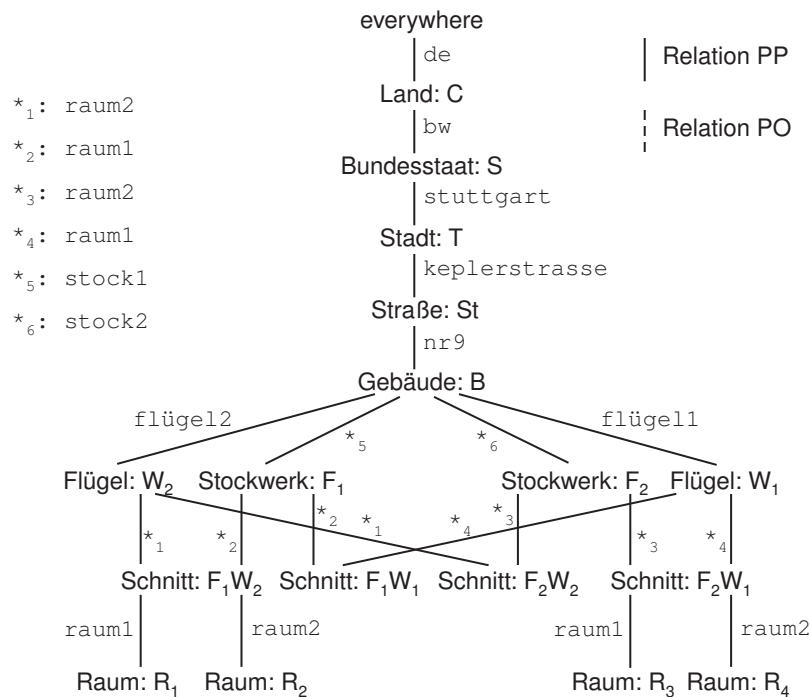 everywhere
de
Relation PP
Land: C
*1: raum2
bw
Relation PO
*2: raum1
Bundesstaat: S
*3: raum2
stuttgart
*4: raum1
Stadt: T
keplerstrasse
*5: stock1
Straße: St
*6: stock2
nr9
Gebäude: B
flügel2
flügel1
*5
*6
Flügel: W2
Stockwerk: F1
Stockwerk: F2
Flügel: W1
*2
*1
*4
*3
*1
*2
*3
*4
Schnitt: F1W2
Schnitt: F1W1
Schnitt: F2W2
Schnitt: F2W1
raum1
raum2
raum1
raum2
Raum: R1
Raum: R2
Raum: R3
Raum: R4